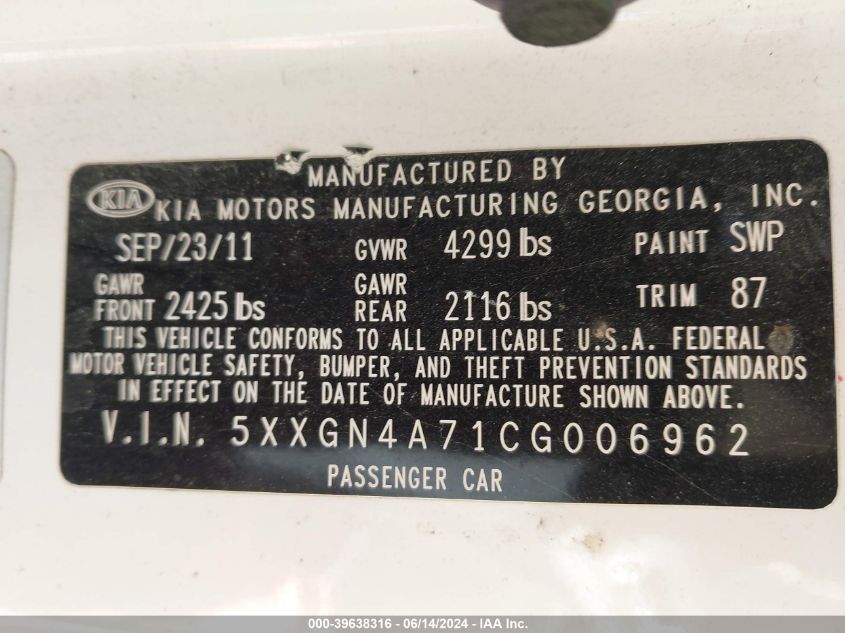 MANUFACTURED BY
KIA KIA MOTORS MANUFACTURING GEORGIA, INC.
SEP/23/11 GVWR 4299 lbs PAINT SWP
GAWR FRONT 2425 lbs GAWR REAR 2116 lbs TRIM 87
THIS VEHICLE CONFORMS TO ALL APPLICABLE U.S.A. FEDERAL
MOTOR VEHICLE SAFETY, BUMPER, AND THEFT PREVENTION STANDARDS
IN EFFECT ON THE DATE OF MANUFACTURE SHOWN ABOVE.
V.I.N. 5XXGN4A71CG006962
PASSENGER CAR
000-39638316 - 06/14/2024 - IAA Inc.